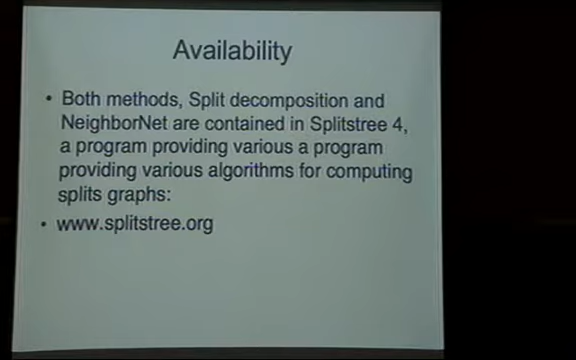 Availability
• Both methods, Split decomposition and
NeighborNet are contained in Splitstree 4,
a program providing various a program
providing various algorithms for computing
splits graphs:
• www.splitstree.org